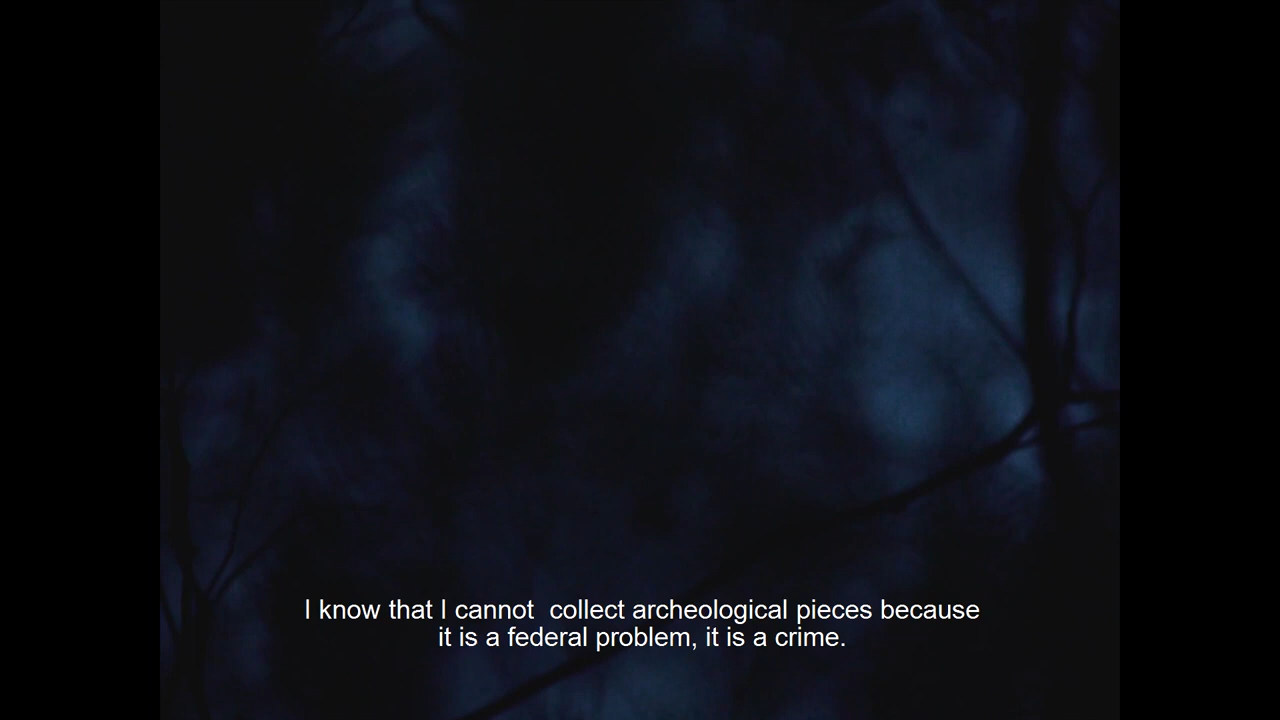 I know that I cannot  collect archeological pieces because
it is a federal problem, it is a crime.